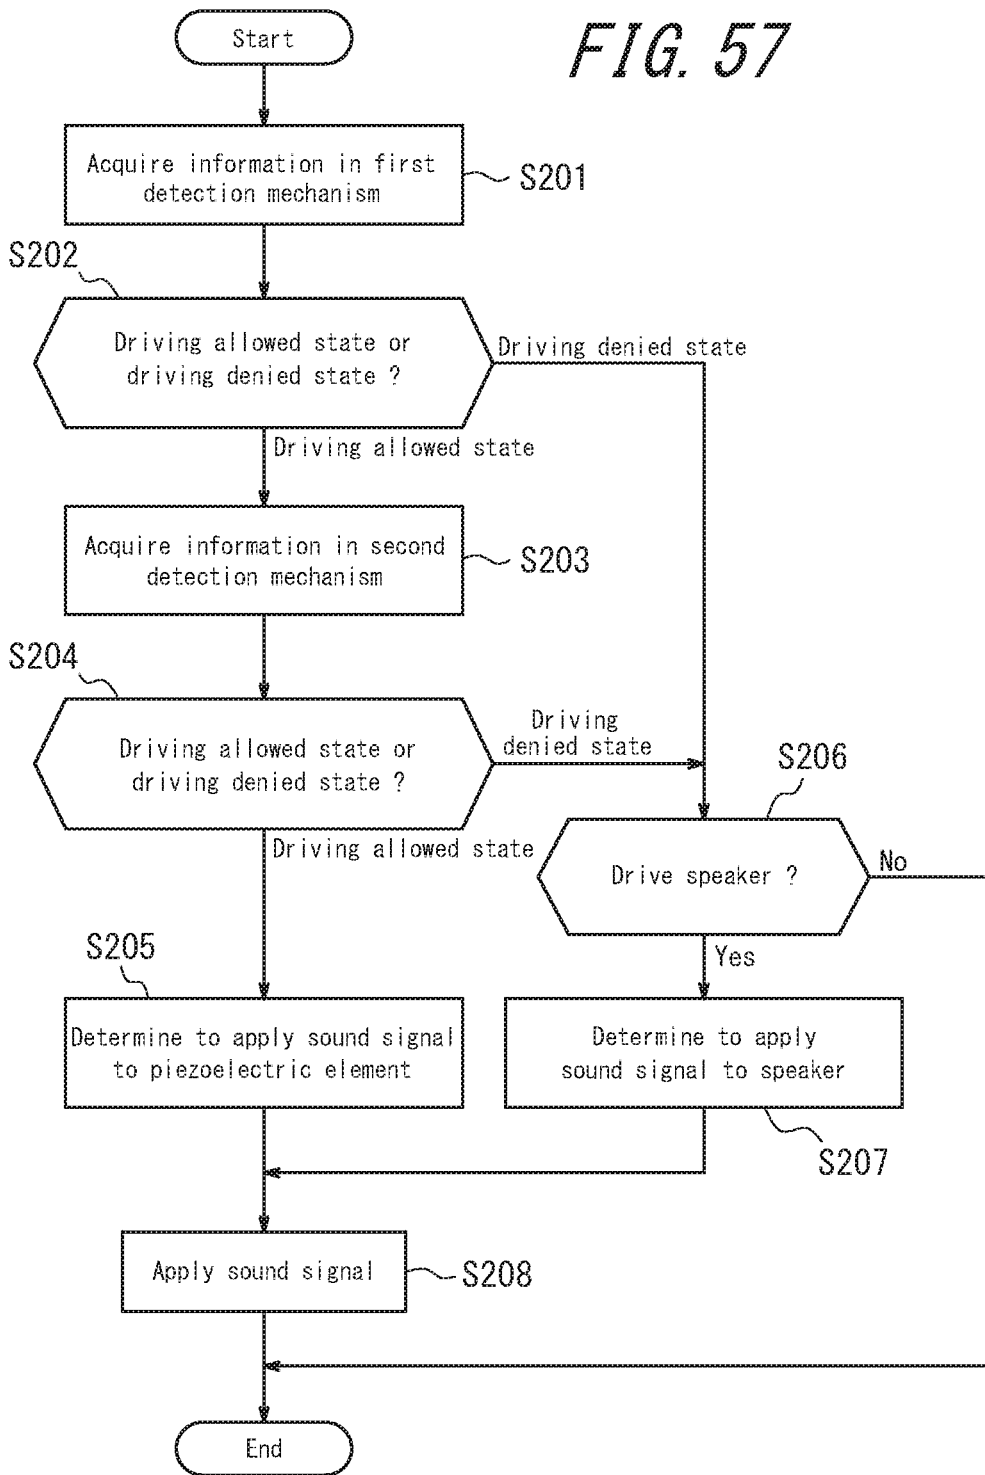 Start
FIG. 57
Acquire information in first
detection mechanism
S201
S202
Driving allowed state or
driving denied state ?
Driving denied state
Driving allowed state
Acquire information in second
detection mechanism
S203
S204
Driving allowed state or
driving denied state ?
Driving
denied state
S206
Driving allowed state
Drive speaker ?
No
S205
Yes
Determine to apply sound signal
to piezoelectric element
Determine to apply
sound signal to speaker
S207
Apply sound signal
S208
End